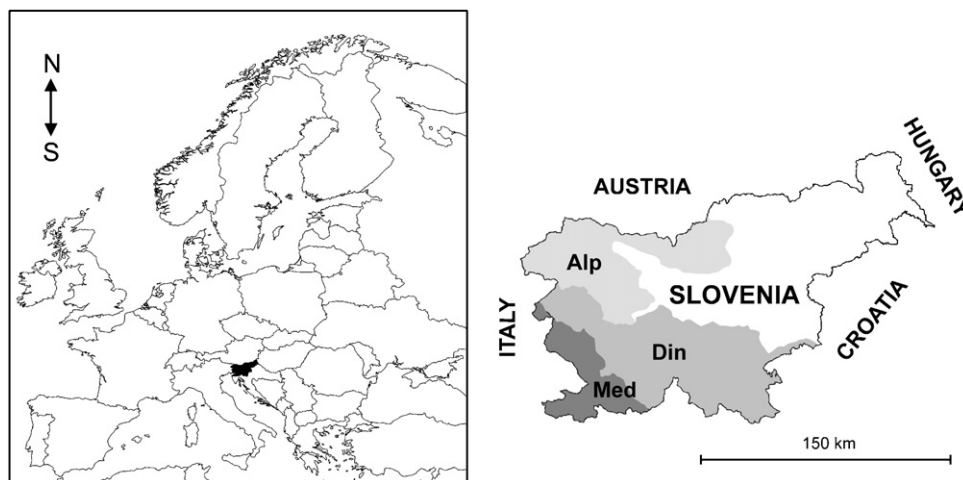 N
S
AUSTRIA
HUNGARY
Alp
SLOVENIA
ITALY
CROATIA
Din
Med
150 km